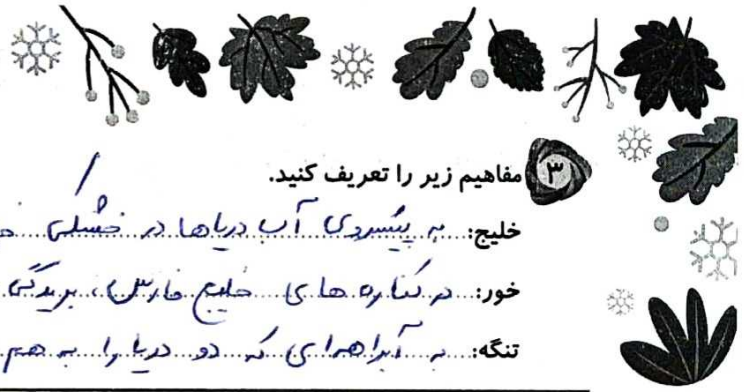 ۳ مفاهیم زیر را تعریف کنید.
خلیج: به پیشروی آب دریاها در خشکی
خور: در کناره های خلیج فارس، بریدگی
تنگه: به آبراهه ای که دو دریا را به هم